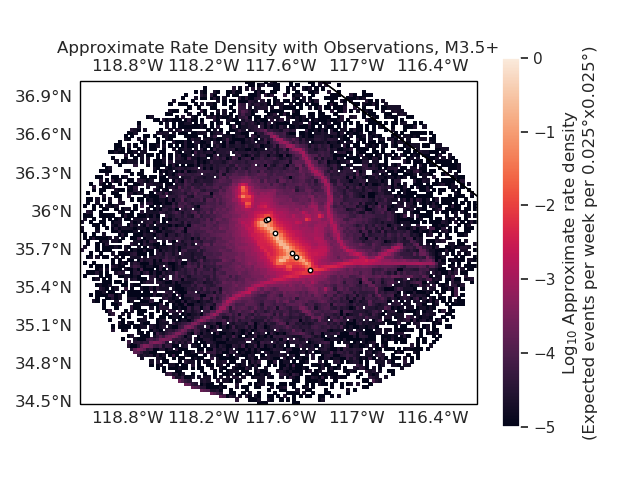 Approximate Rate Density with Observations, M3.5+
118.8°W 118.2°W 117.6°W 117°W 116.4°W
36.9°N
36.6°N
36.3°N
36°N
35.7°N
35.4°N
35.1°N
34.8°N
34.5°N
118.8°W 118.2°W 117.6°W 117°W 116.4°W
0
−1
−2
−3
−4
−5
Log₁₀ Approximate rate density
(Expected events per week per 0.025°x0.025°)